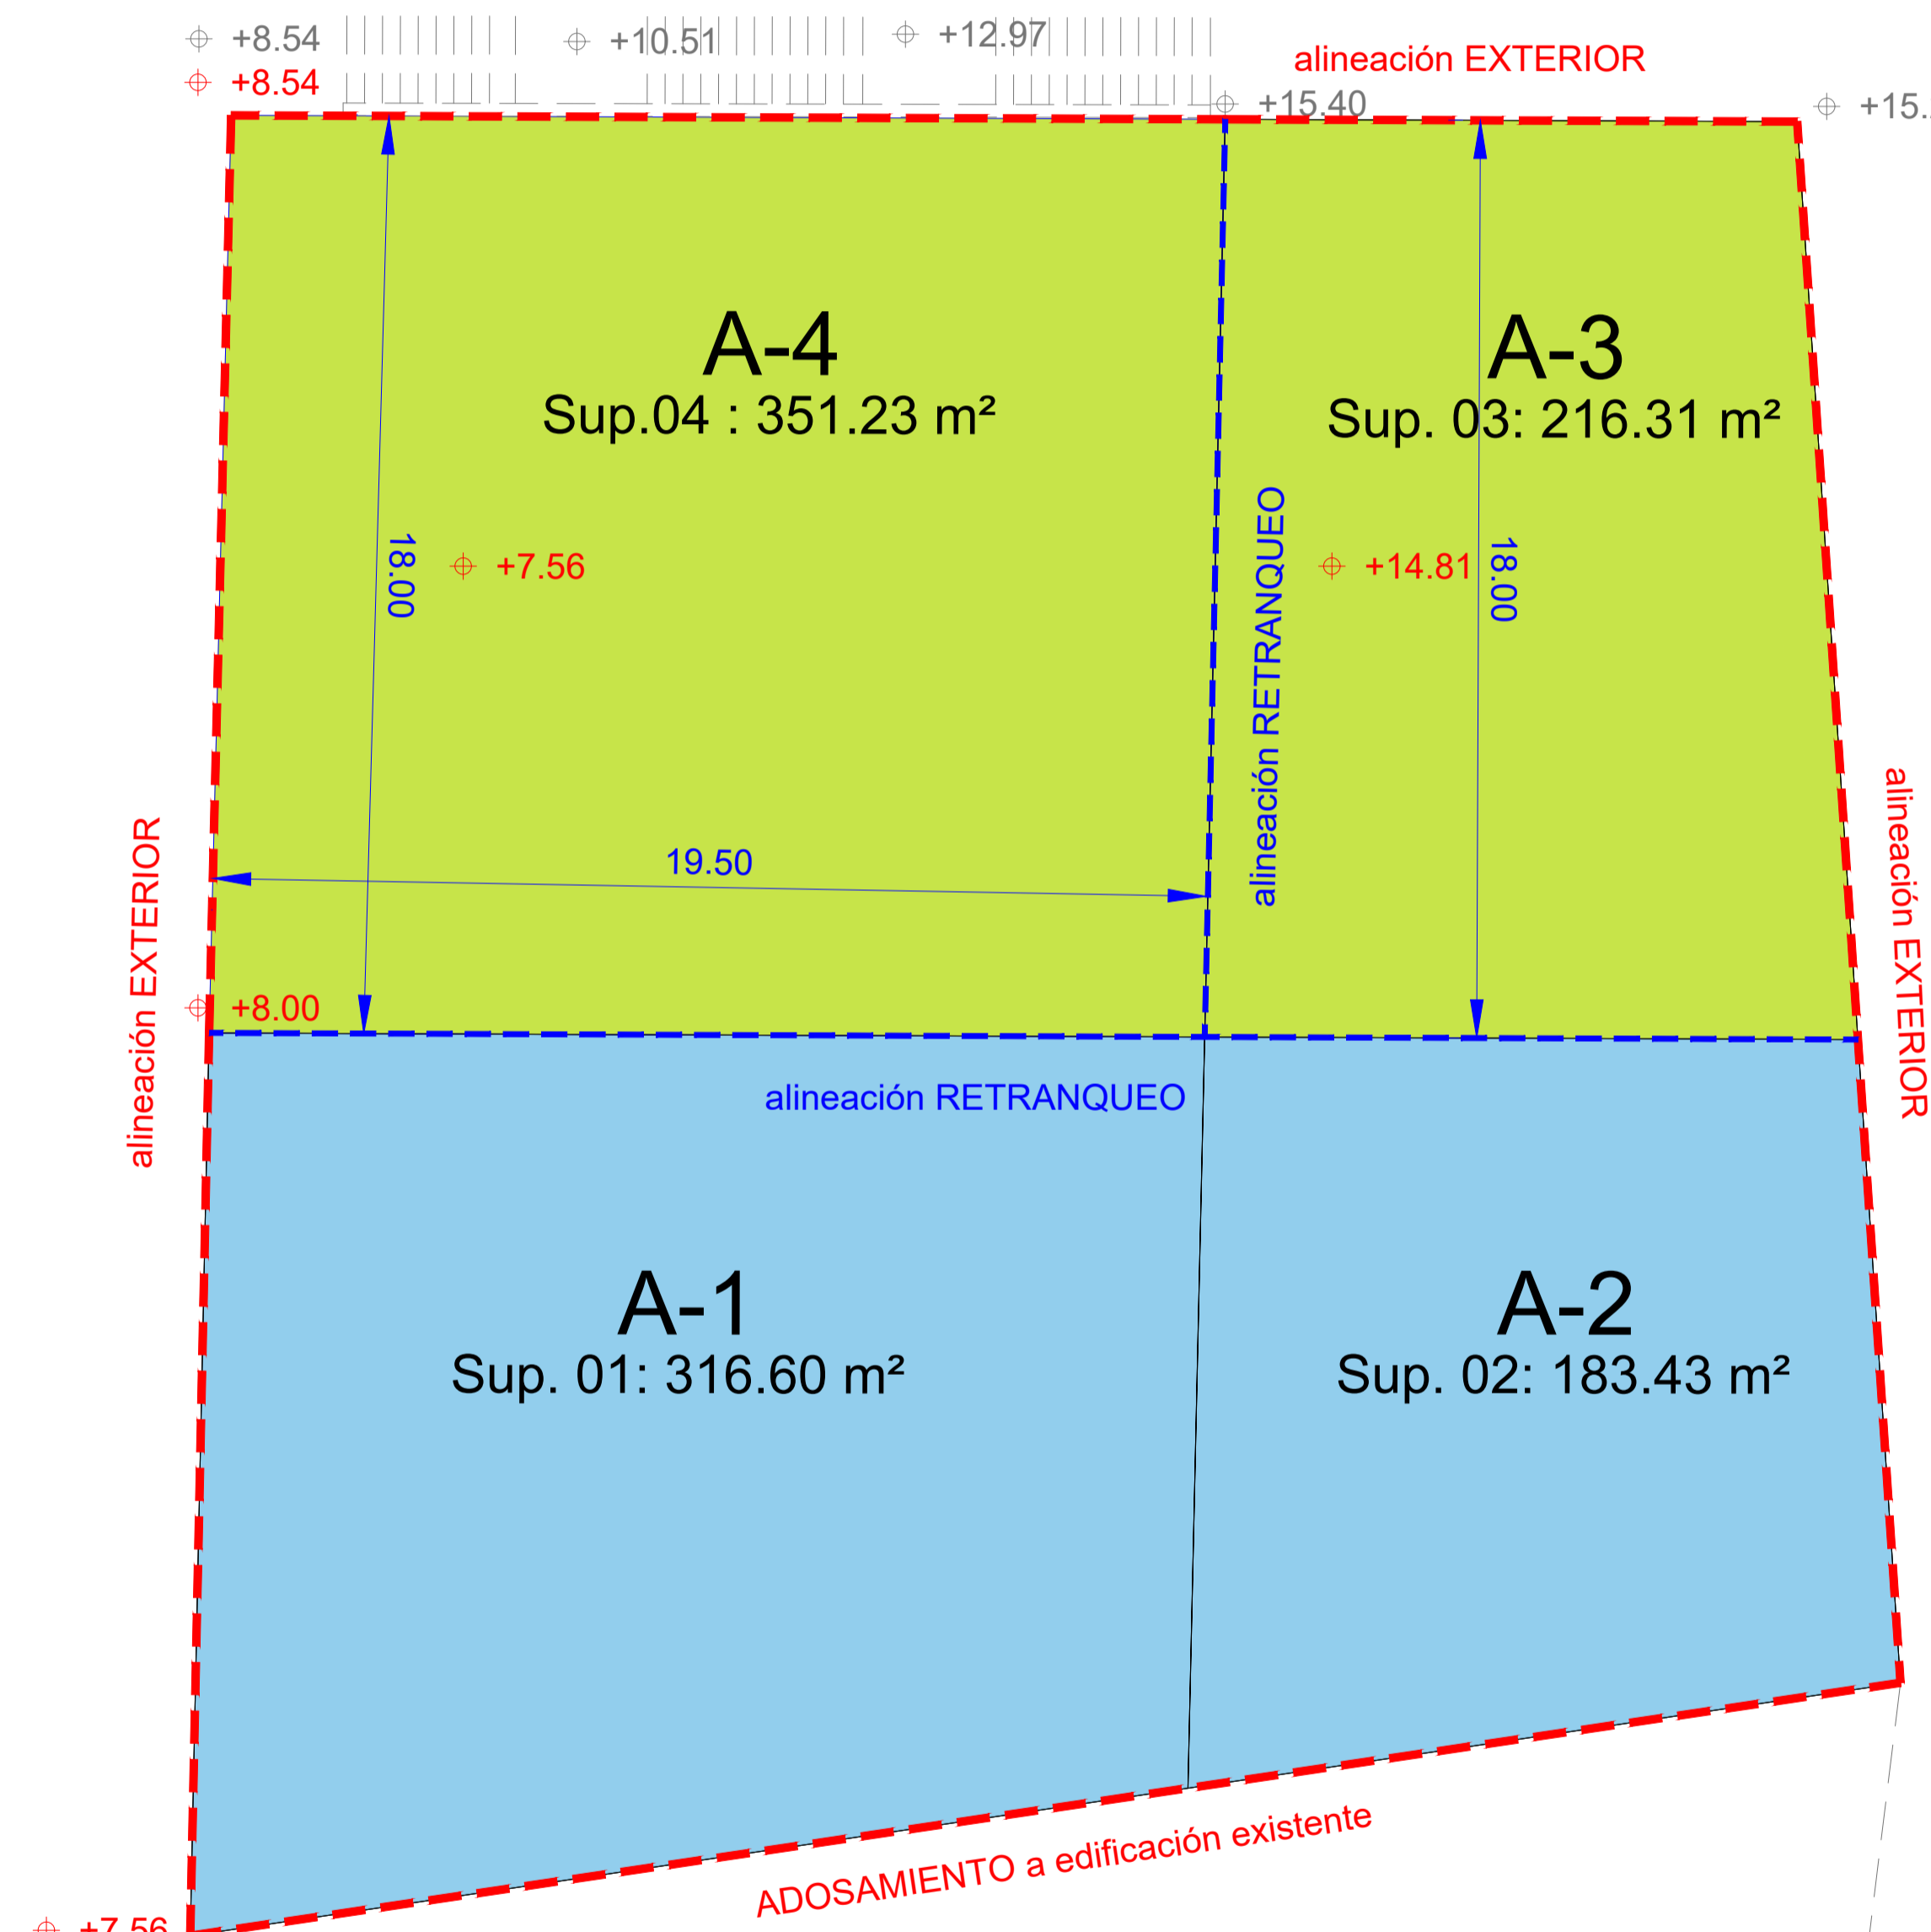 +8.54
+10.51
+12.97
alineación EXTERIOR
+8.54
+15.40
+15.
A-4
Sup.04 : 351.23 m²
A-3
Sup. 03: 216.31 m²
18.00
+7.56
alineación RETRANQUEO
+14.81
18.00
19.50
alineación EXTERIOR
alineación EXTERIOR
+8.00
alineación RETRANQUEO
A-1
Sup. 01: 316.60 m²
A-2
Sup. 02: 183.43 m²
ADOSAMIENTO a edificación existente
+7.56